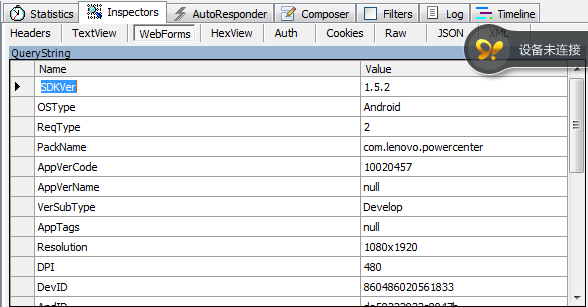 Statistics Inspectors AutoResponder Composer Filters Log Timeline
Headers TextView WebForms HexView Auth Cookies Raw JSON XML
设备未连接
QueryString
Name Value
SDKVer 1.5.2
OSType Android
ReqType 2
PackName com.lenovo.powercenter
AppVerCode 10020457
AppVerName null
VerSubType Develop
AppTags null
Resolution 1080x1920
DPI 480
DevID 860486020561833